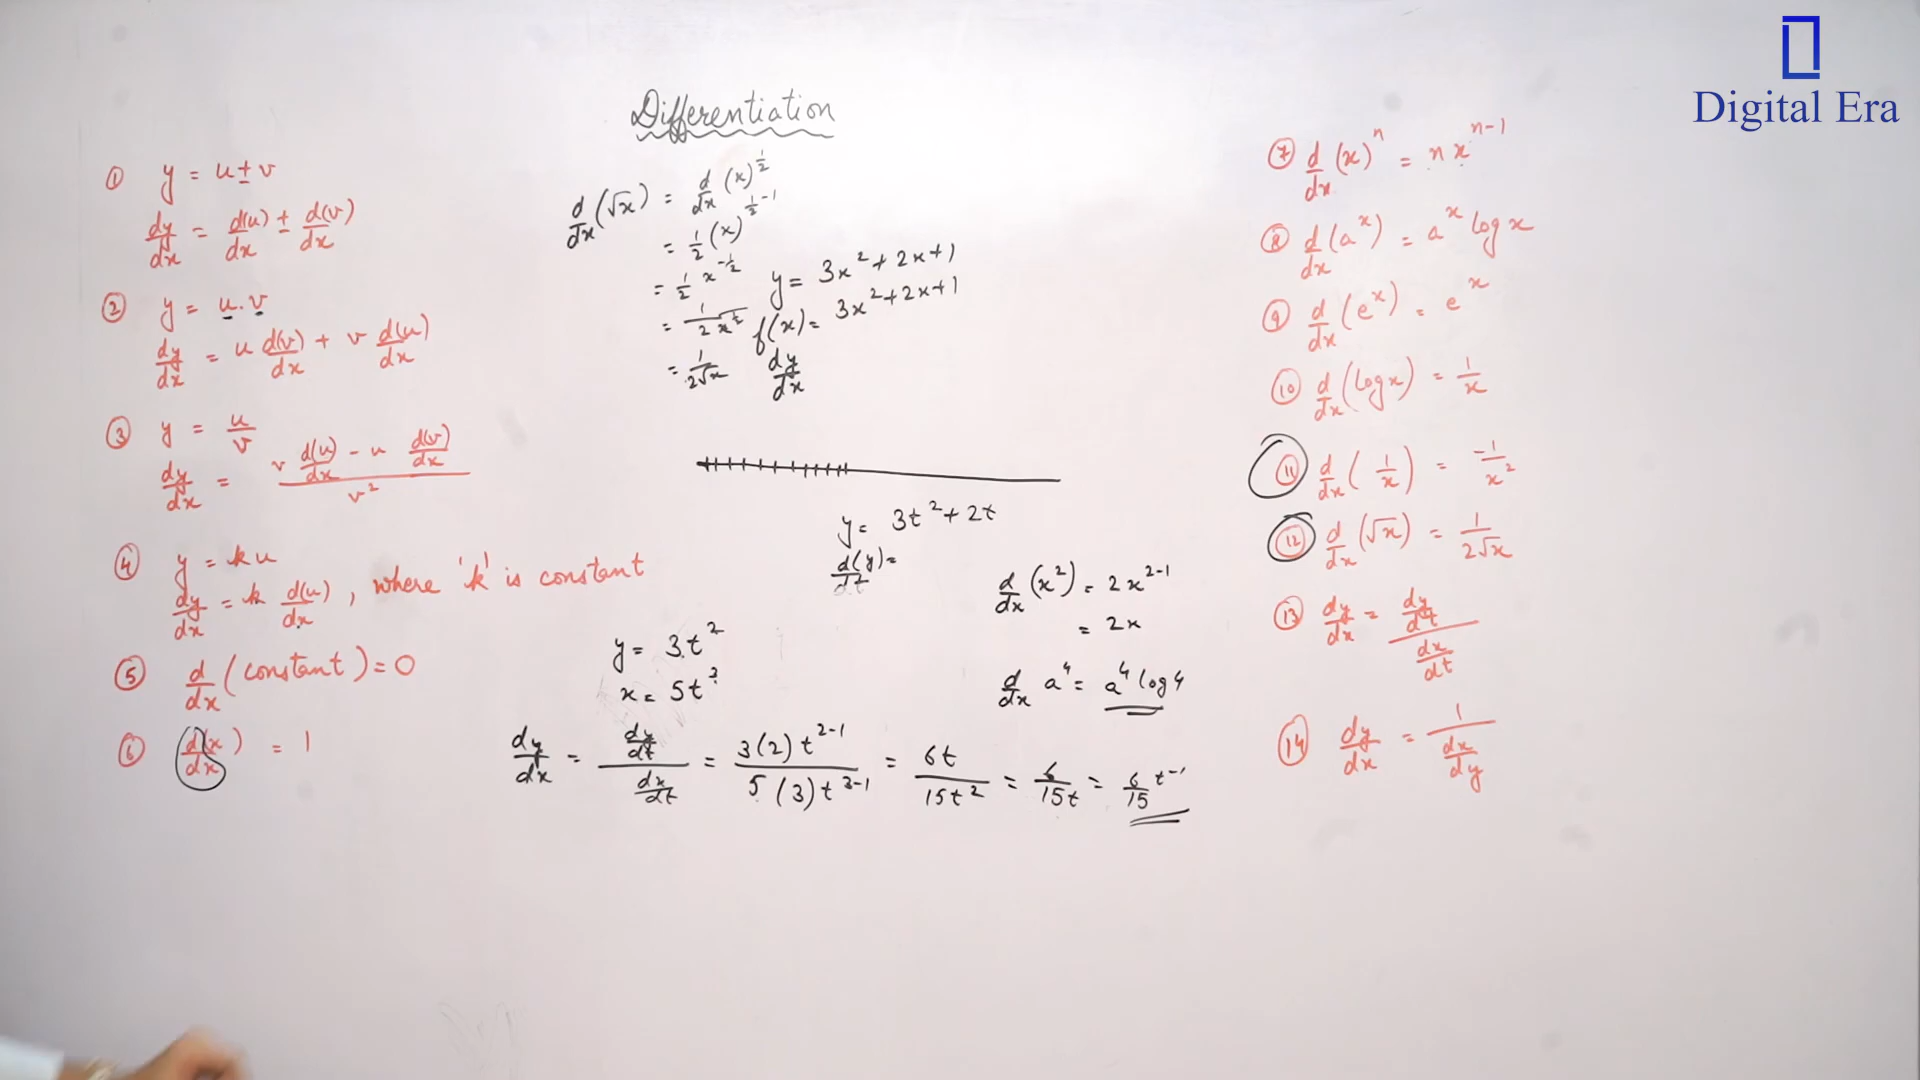 Digital Era
Differentiation
① y = u ± v
dy/dx = d(u)/dx ± d(v)/dx
② y = u . v
dy/dx = u d(v)/dx + v d(u)/dx
③ y = u/v
dy/dx = (v d(u)/dx - u d(v)/dx) / v²
④ y = k u
dy/dx = k d(u)/dx , where 'k' is constant
⑤ d/dx (constant) = 0
⑥ d(x)/dx = 1
d/dx (√x) = d/dx (x)^1/2
= 1/2 (x)^1/2-1
= 1/2 x^-1/2
= 1/2x^1/2
= 1/2√x
y = 3x² + 2x + 1
f(x) = 3x² + 2x + 1
dy/dx
y = 3t² + 2t
d(y)/dt =
d/dx (x²) = 2x^2-1
= 2x
d/dx a⁴ = a⁴ log 4
y = 3t²
x = 5t³
dy/dx = (dy/dt)/(dx/dt) = 3(2)t^2-1 / 5(3)t^3-1 = 6t/15t² = 6/15t = 6/15 t^-1
⑦ d/dx (x)^n = n x^n-1
⑧ d/dx (a^x) = a^x log x
⑨ d/dx (e^x) = e^x
⑩ d/dx (log x) = 1/x
⑪ d/dx (1/x) = -1/x²
⑫ d/dx (√x) = 1/2√x
⑬ dy/dx = (dy/dt)/(dx/dt)
⑭ dy/dx = 1/(dx/dy)